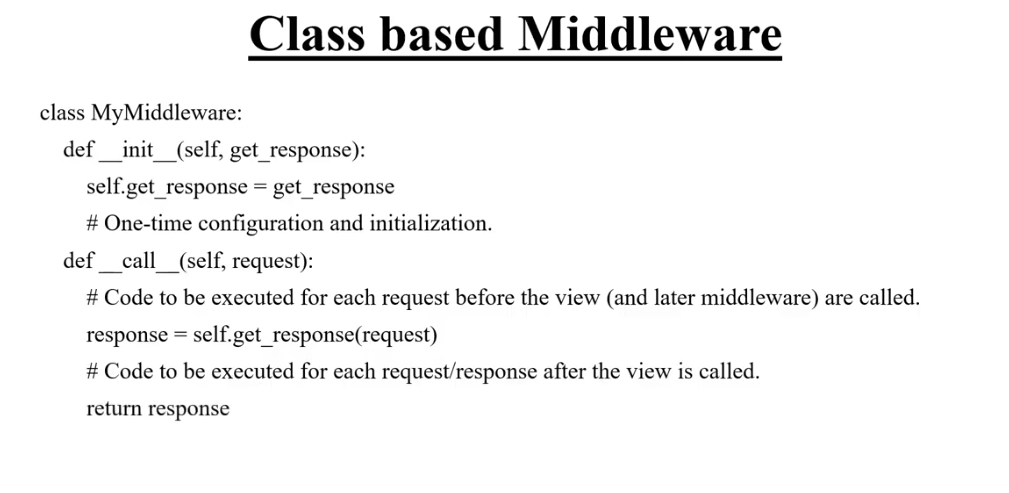 Class based Middleware
class MyMiddleware:
def __init__(self, get_response):
self.get_response = get_response
# One-time configuration and initialization.
def __call__(self, request):
# Code to be executed for each request before the view (and later middleware) are called.
response = self.get_response(request)
# Code to be executed for each request/response after the view is called.
return response